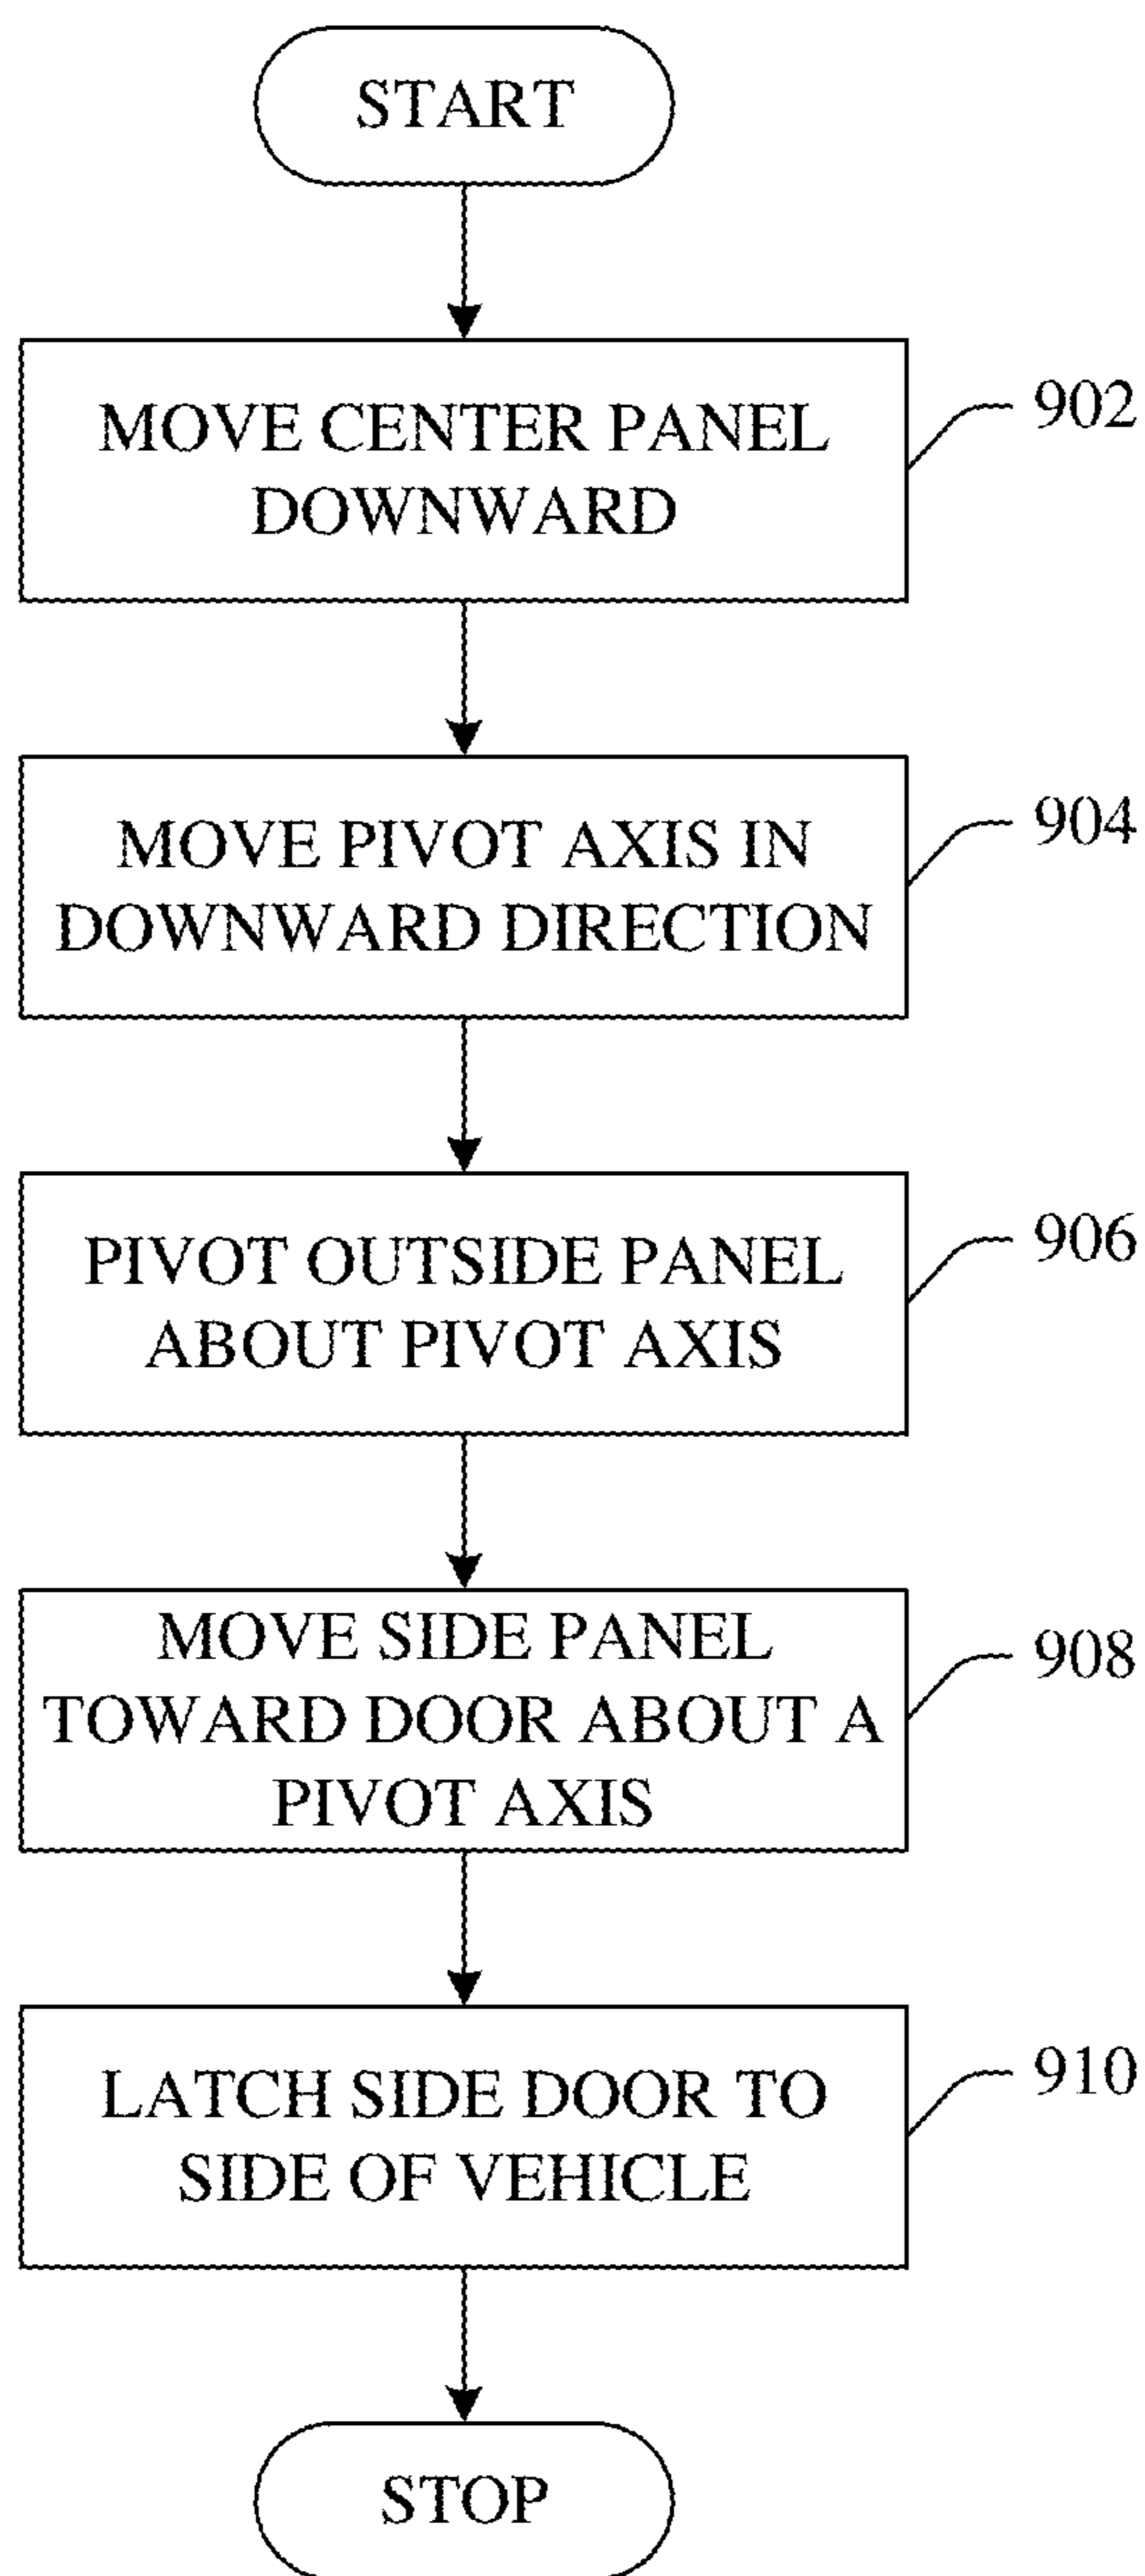 START
MOVE CENTER PANEL
DOWNWARD
902
MOVE PIVOT AXIS IN
DOWNWARD DIRECTION
904
PIVOT OUTSIDE PANEL
ABOUT PIVOT AXIS
906
MOVE SIDE PANEL
TOWARD DOOR ABOUT A
PIVOT AXIS
908
LATCH SIDE DOOR TO
SIDE OF VEHICLE
910
STOP